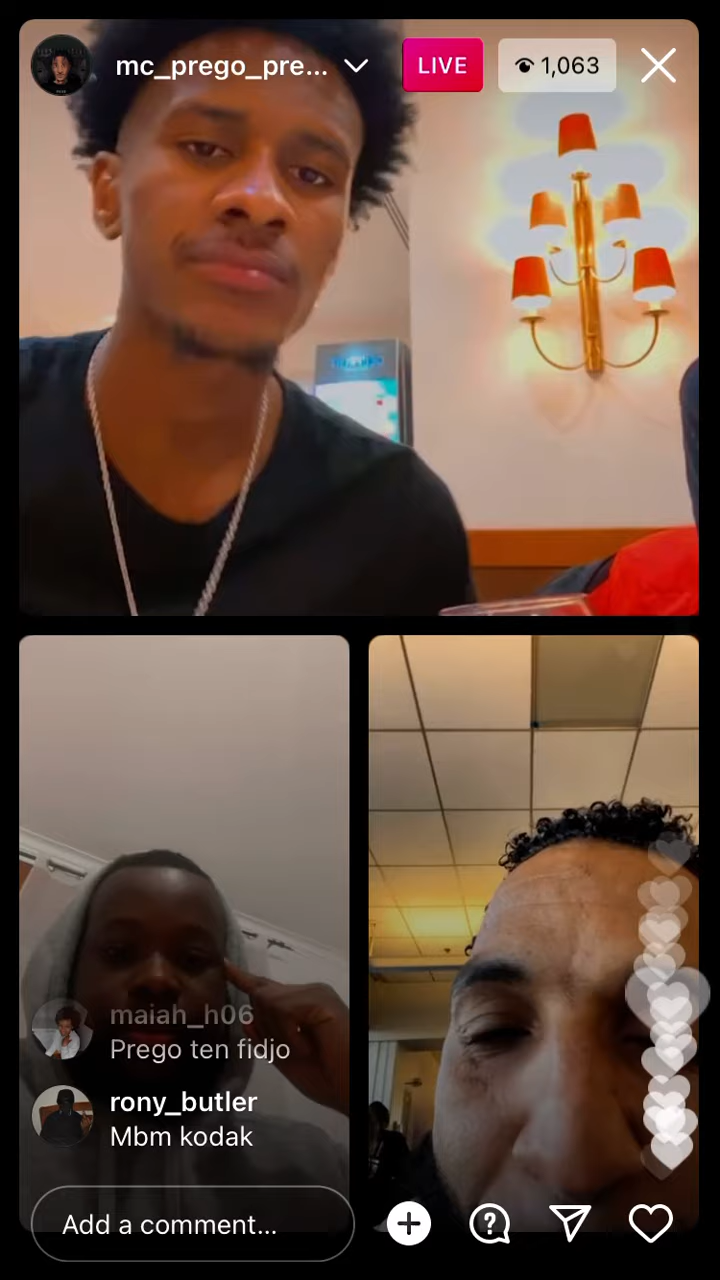 mc_prego_pre...
LIVE
1,063
maiah_h06
Prego ten fidjo
rony_butler
Mbm kodak
Add a comment...